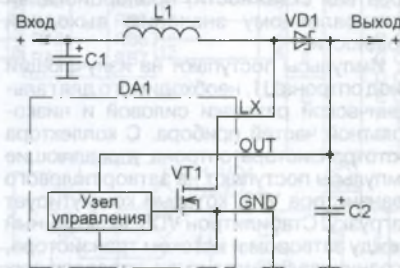 Вход L1 VD1 Выход
+ + C1 +
DA1
LX
OUT
VT1
Узел управления
GND
+ C2